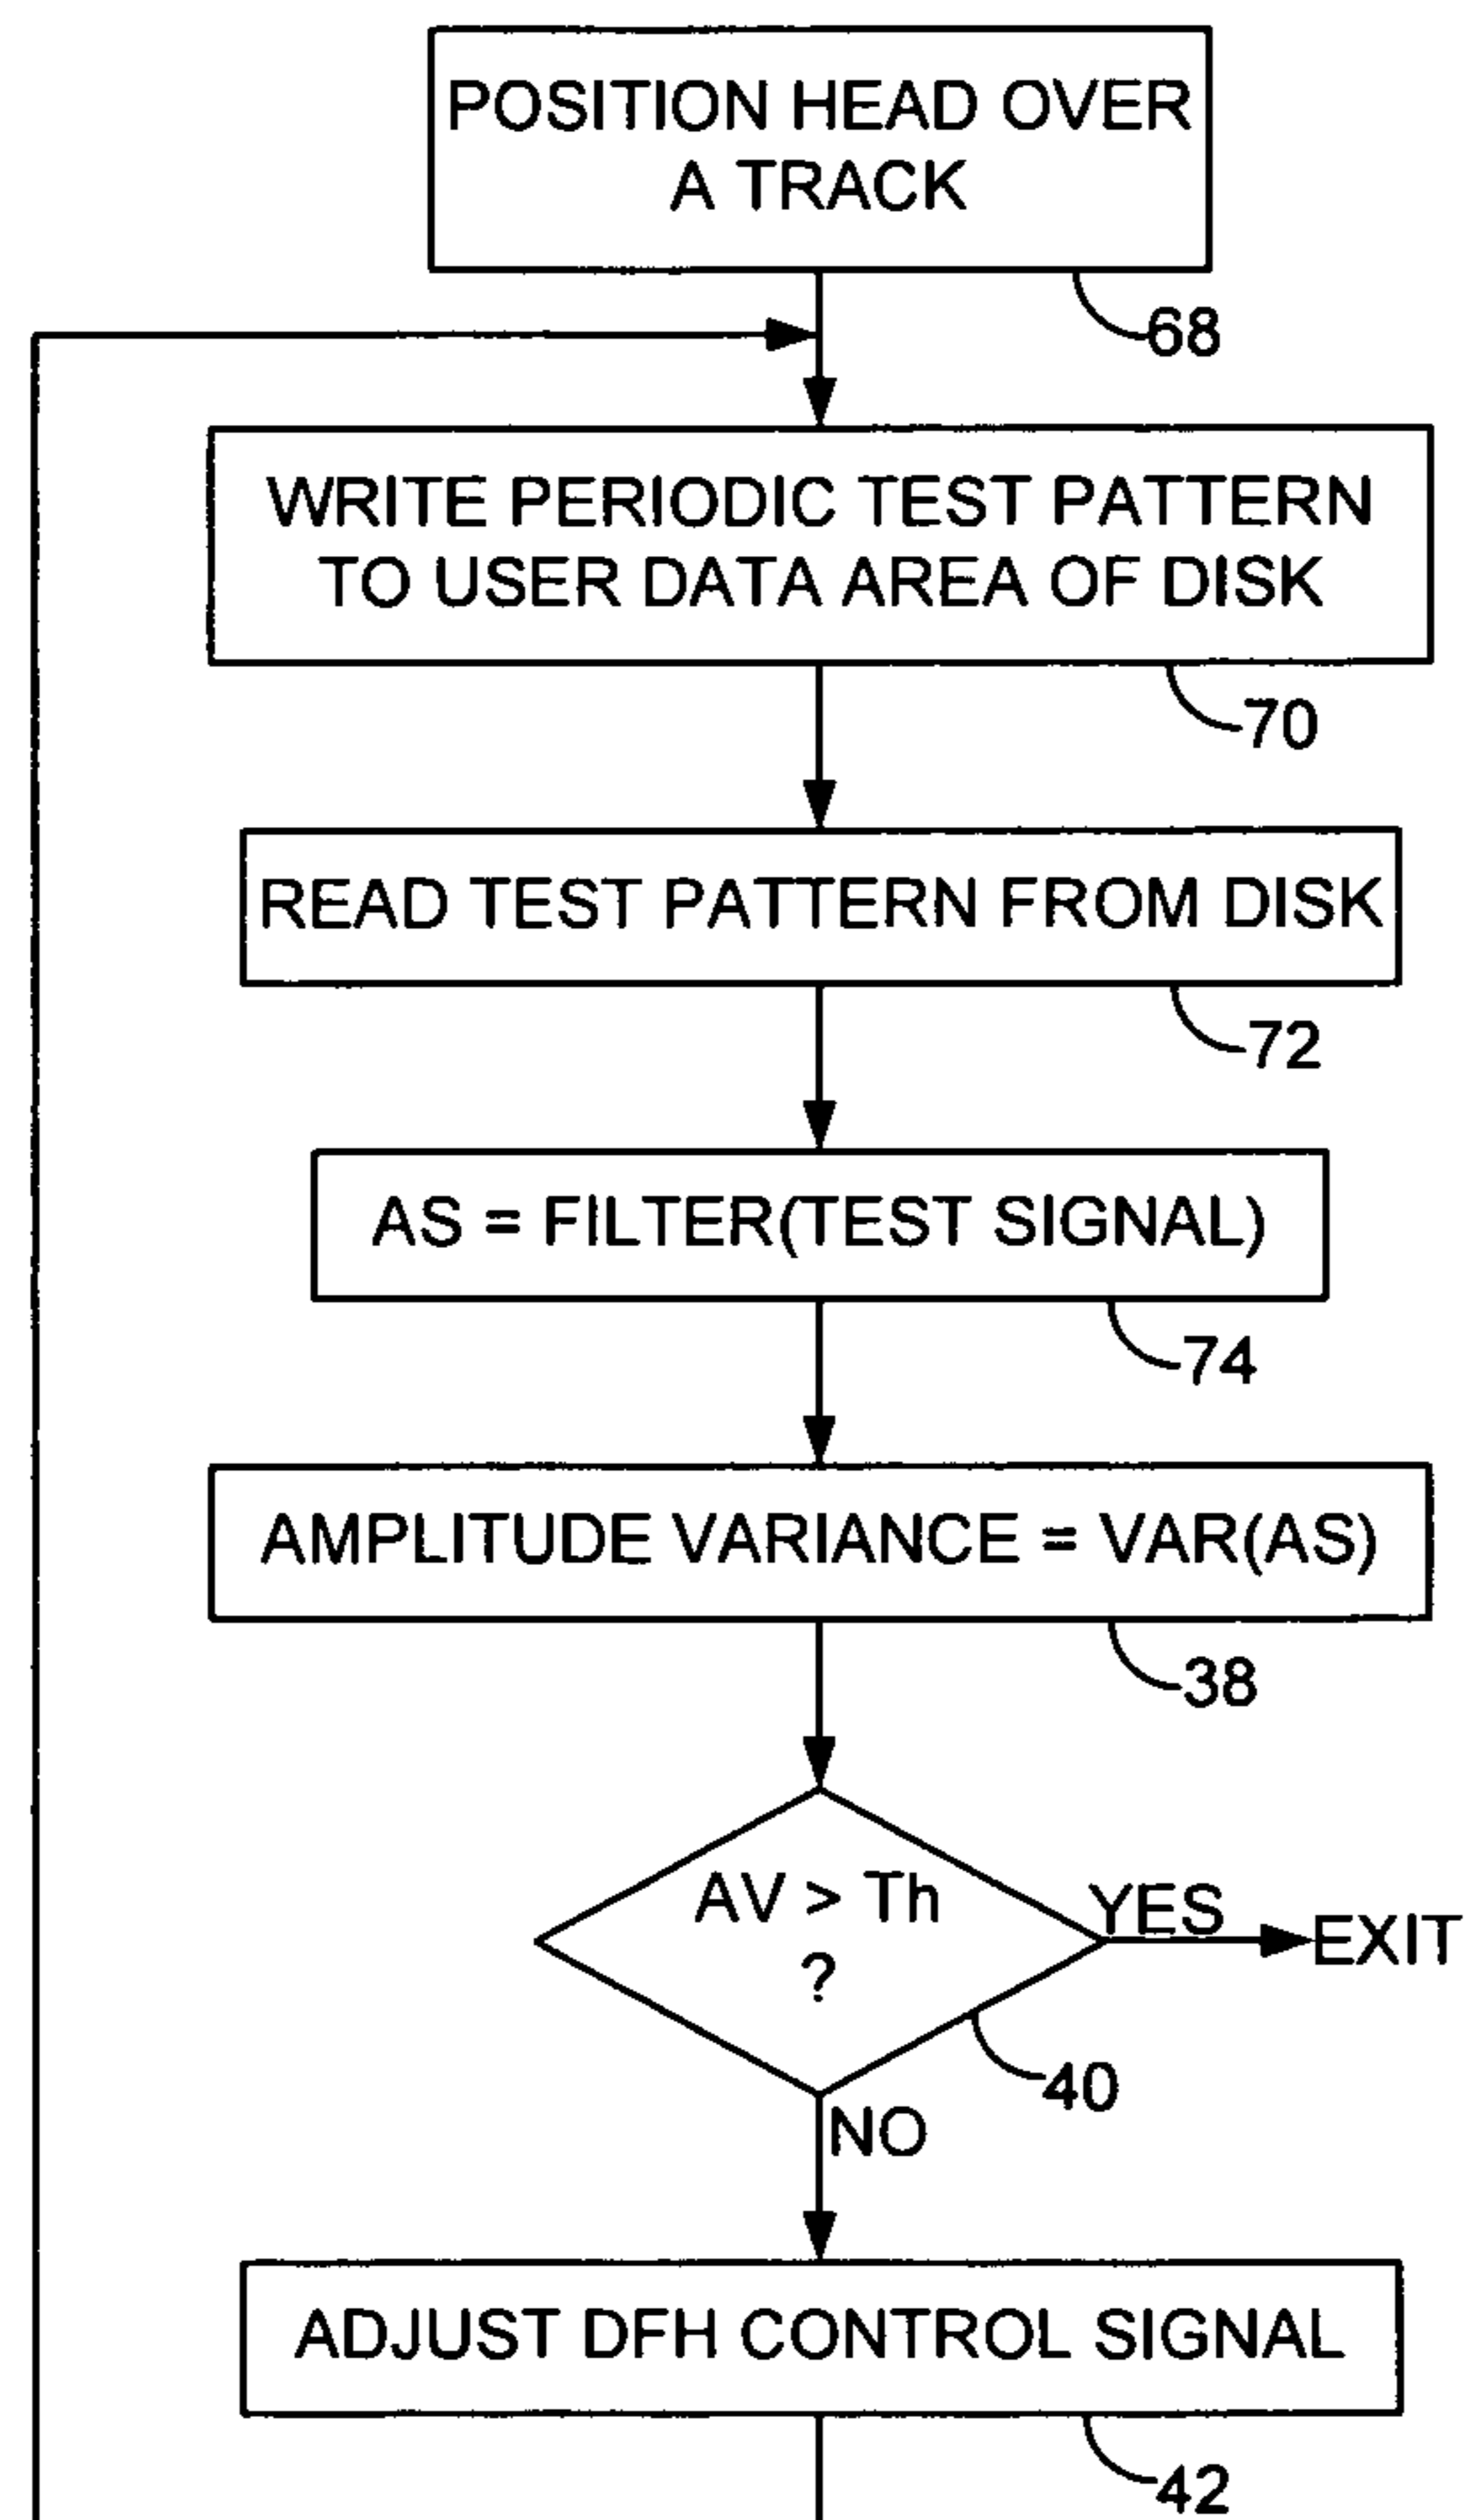 POSITION HEAD OVER
A TRACK
68
WRITE PERIODIC TEST PATTERN
TO USER DATA AREA OF DISK
70
READ TEST PATTERN FROM DISK
72
AS = FILTER(TEST SIGNAL)
74
AMPLITUDE VARIANCE = VAR(AS)
38
AV > Th
?
YES
EXIT
40
NO
ADJUST DFH CONTROL SIGNAL
42